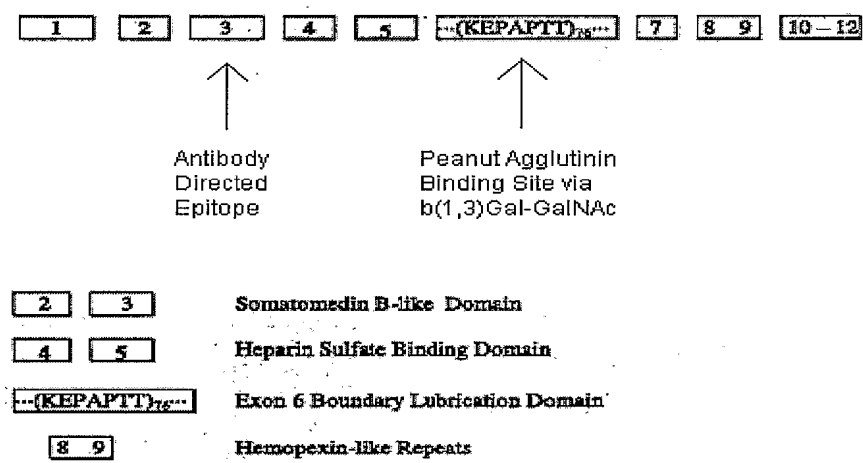 1 2 3 4 5 ···(KEPAPTT)₇₆··· 7 8 9 10–12
Antibody
Directed
Epitope
Peanut Agglutinin
Binding Site via
b(1,3)Gal-GalNAc
2 3 Somatomedin B-like Domain
4 5 Heparin Sulfate Binding Domain
···(KEPAPTT)₇₆··· Exon 6 Boundary Lubrication Domain
8 9 Hemopexin-like Repeats